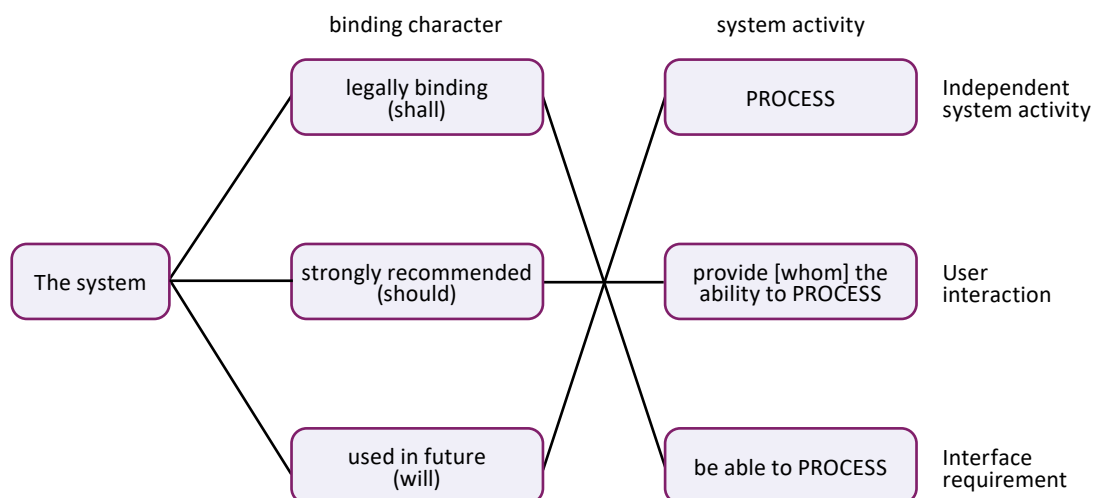 binding character
system activity
legally binding
(shall)
PROCESS
Independent
system activity
The system
strongly recommended
(should)
provide [whom] the
ability to PROCESS
User
interaction
used in future
(will)
be able to PROCESS
Interface
requirement